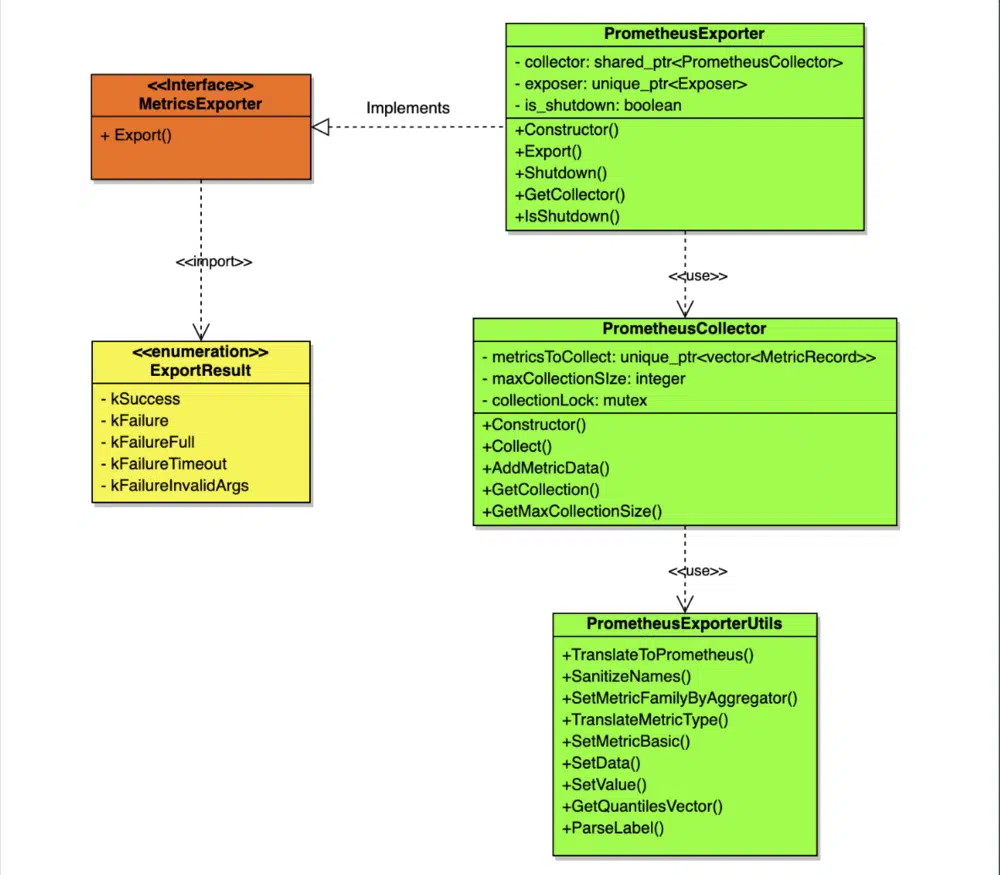 <<Interface>>
MetricsExporter
+ Export()
Implements
PrometheusExporter
- collector: shared_ptr<PrometheusCollector>
- exposer: unique_ptr<Exposer>
- is_shutdown: boolean
+Constructor()
+Export()
+Shutdown()
+GetCollector()
+IsShutdown()
<<import>>
<<use>>
<<enumeration>>
ExportResult
- kSuccess
- kFailure
- kFailureFull
- kFailureTimeout
- kFailureInvalidArgs
PrometheusCollector
- metricsToCollect: unique_ptr<vector<MetricRecord>>
- maxCollectionSIze: integer
- collectionLock: mutex
+Constructor()
+Collect()
+AddMetricData()
+GetCollection()
+GetMaxCollectionSize()
<<use>>
PrometheusExporterUtils
+TranslateToPrometheus()
+SanitizeNames()
+SetMetricFamilyByAggregator()
+TranslateMetricType()
+SetMetricBasic()
+SetData()
+SetValue()
+GetQuantilesVector()
+ParseLabel()